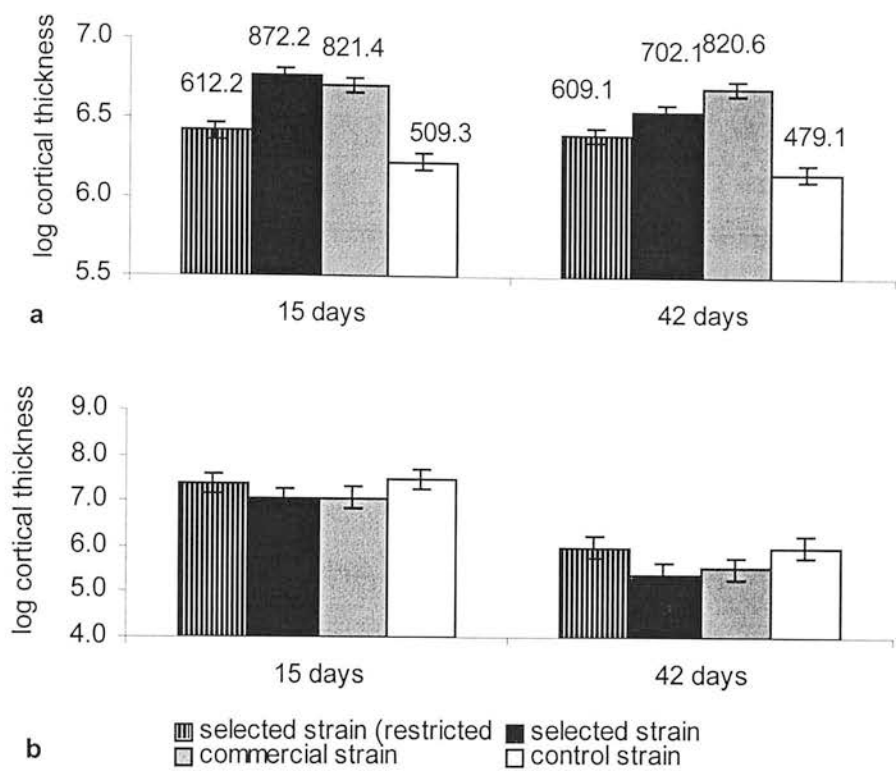 log cortical thickness
7.0
6.5
6.0
5.5
612.2
872.2
821.4
509.3
609.1
702.1
820.6
479.1
15 days
42 days
a
log cortical thickness
9.0
8.0
7.0
6.0
5.0
4.0
15 days
42 days
b
selected strain (restricted
selected strain
commercial strain
control strain